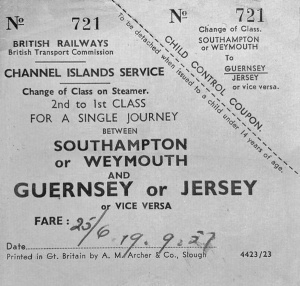 No 721
BRITISH RAILWAYS
British Transport Commission
CHANNEL ISLANDS SERVICE
Change of Class on Steamer.
2nd to 1st CLASS
FOR A SINGLE JOURNEY
BETWEEN
SOUTHAMPTON
or WEYMOUTH
AND
GUERNSEY or JERSEY
or VICE VERSA
FARE: 25/6 19.9.57
Date
Printed in Gt. Britain by A. M. Archer & Co., Slough 4423/23
CHILD CONTROL COUPON.
To be detached when issued to a child under 14 years of age.
No 721
Change of Class.
SOUTHAMPTON
or WEYMOUTH
To
GUERNSEY
JERSEY
or vice versa.